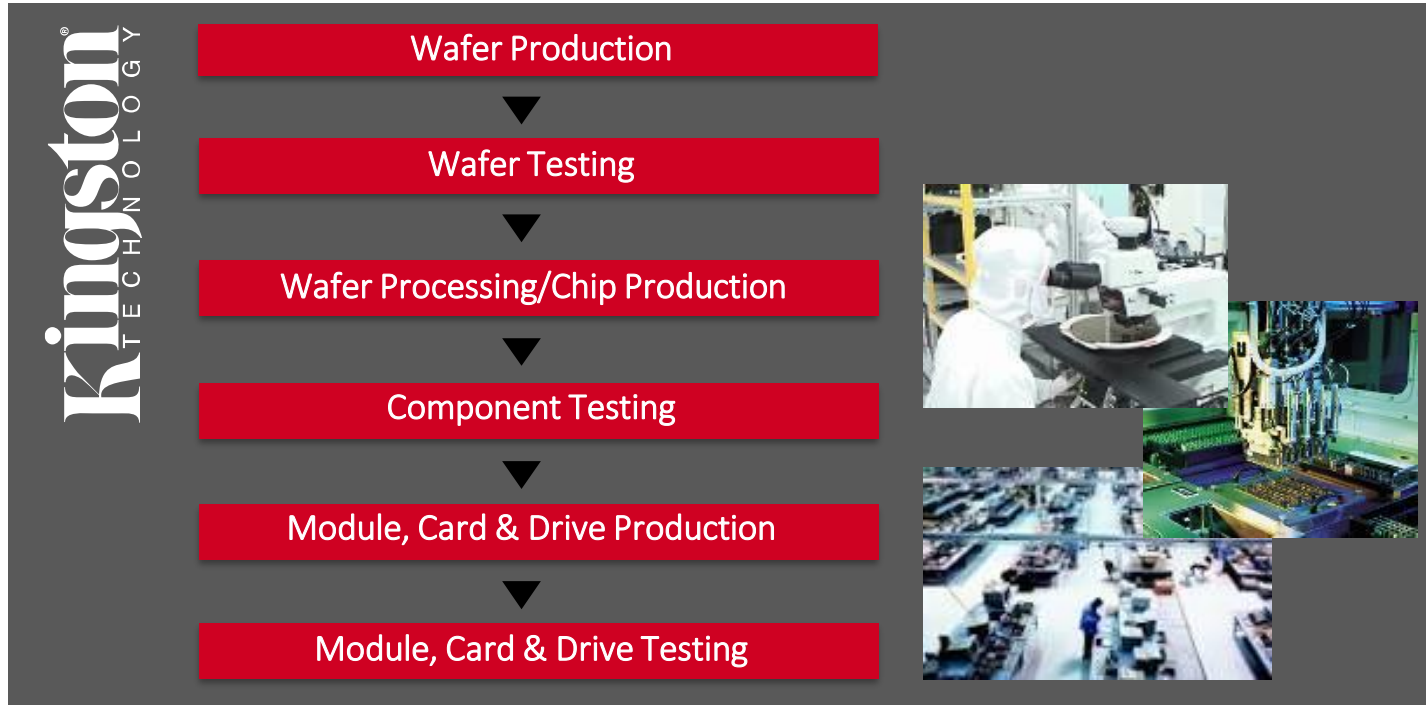 Kingston®
TECHNOLOGY
Wafer Production
Wafer Testing
Wafer Processing/Chip Production
Component Testing
Module, Card & Drive Production
Module, Card & Drive Testing